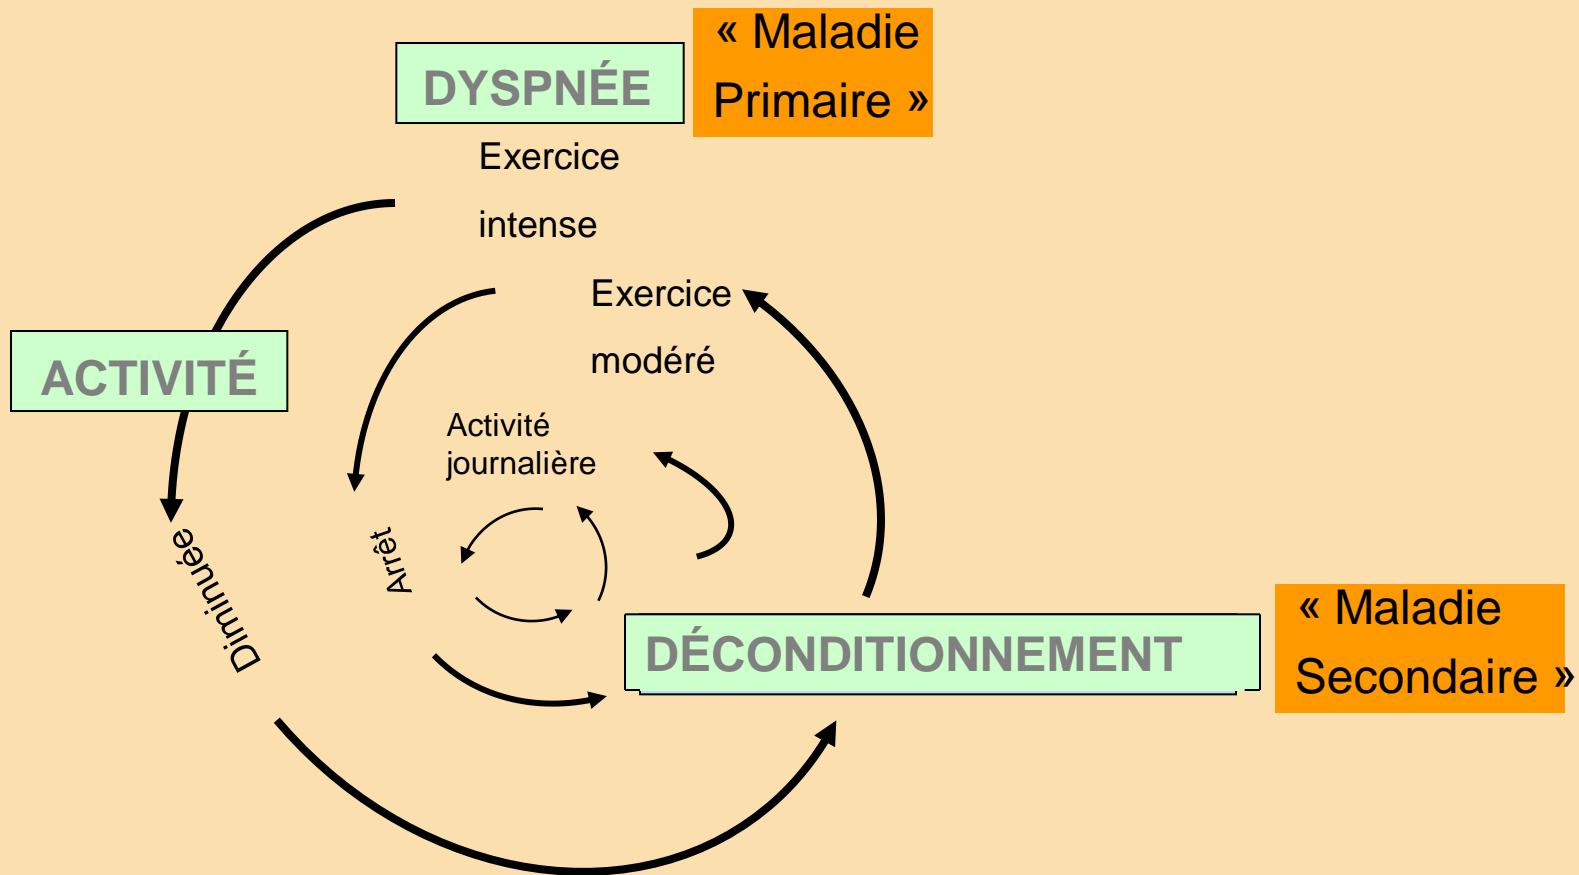 « Maladie
Primaire »
DYSPNÉE
Exercice
intense
Exercice
modéré
ACTIVITÉ
Activité
journalière
Arrêt
Diminuée
DÉCONDITIONNEMENT
« Maladie
Secondaire »